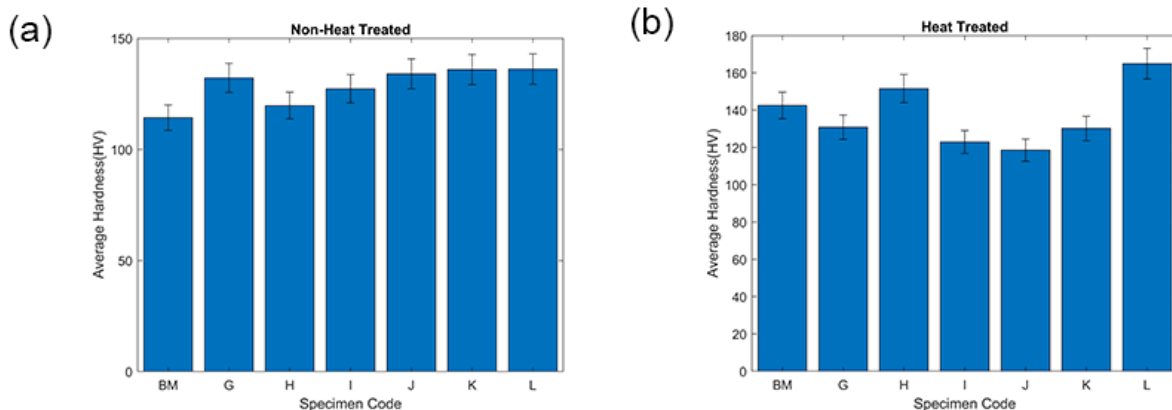 (a)
Non-Heat Treated
Average Hardness(HV)
150
100
50
0
BM G H I J K L
Specimen Code
(b)
Heat Treated
Average Hardness(HV)
180
160
140
120
100
80
60
40
20
0
BM G H I J K L
Specimen Code